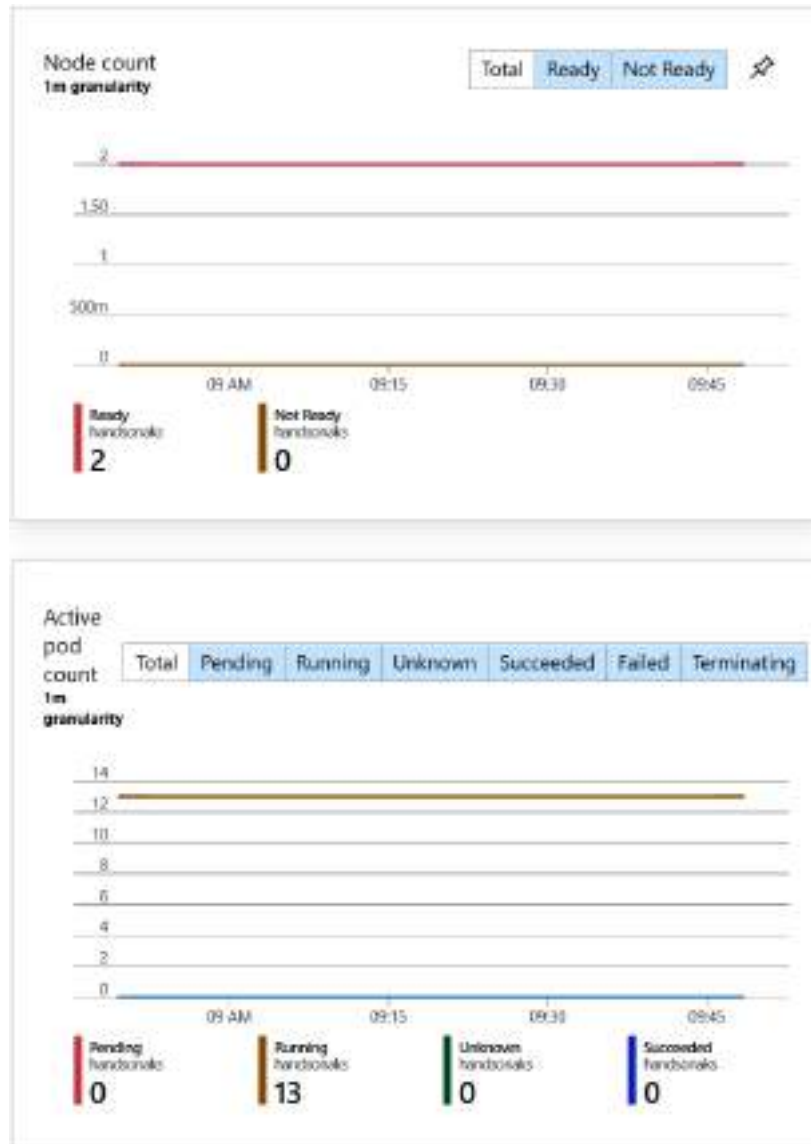 Node count
1m granularity
Total Ready Not Ready
2
1.50
1
500m
0
09 AM 09:15 09:30 09:45
Ready
handsonaks
2
Not Ready
handsonaks
0
Active
pod
count
1m
granularity
Total Pending Running Unknown Succeeded Failed Terminating
14
12
10
8
6
4
2
0
09 AM 09:15 09:30 09:45
Pending
handsonaks
0
Running
handsonaks
13
Unknown
handsonaks
0
Succeeded
handsonaks
0